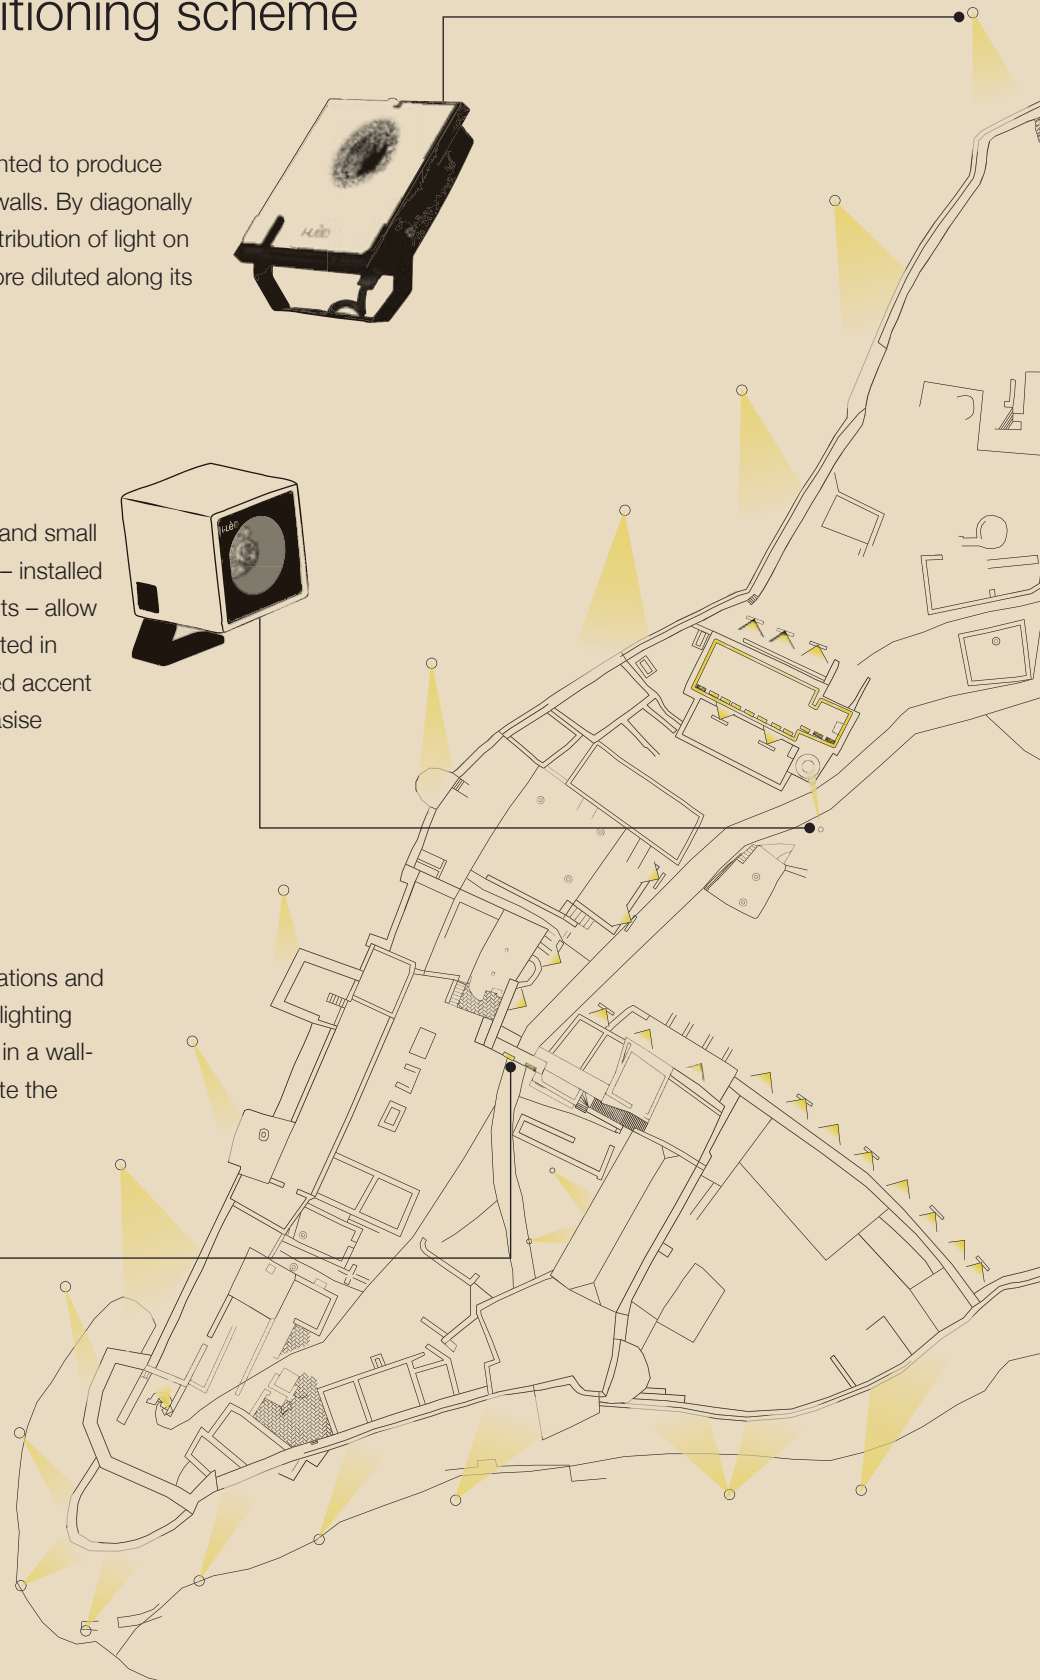 itioning scheme
nted to produce
walls. By diagonally
tribution of light on
ore diluted along its
and small
– installed
ts – allow
ted in
ed accent
asise
ations and
lighting
in a wall-
te the